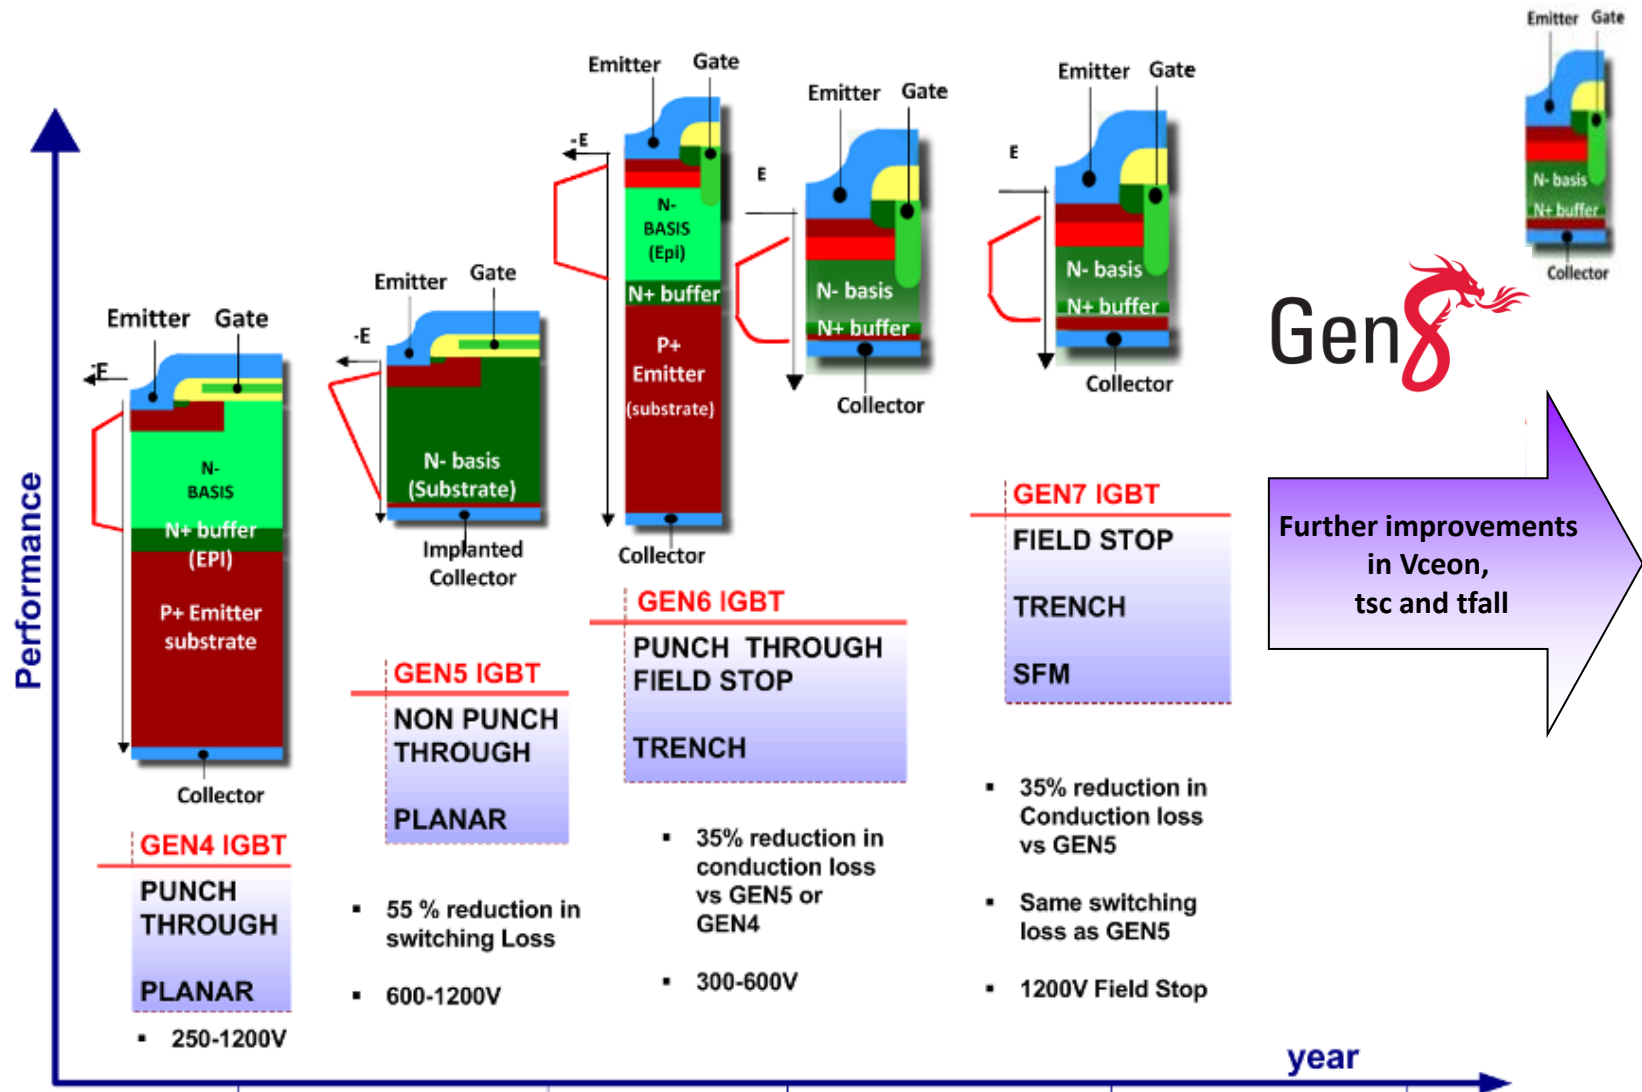 Performance
year
Emitter Gate
-E
N-
BASIS
N+ buffer
(EPI)
P+ Emitter
substrate
Collector
GEN4 IGBT
PUNCH
THROUGH
PLANAR
▪ 250-1200V
Emitter Gate
-E
N- basis
(Substrate)
Implanted
Collector
GEN5 IGBT
NON PUNCH
THROUGH
PLANAR
▪ 55 % reduction in
switching Loss
▪ 600-1200V
Emitter Gate
-E
N-
BASIS
(Epi)
N+ buffer
P+
Emitter
(substrate)
Collector
Emitter Gate
E
N- basis
N+ buffer
Collector
GEN6 IGBT
PUNCH THROUGH
FIELD STOP
TRENCH
▪ 35% reduction in
conduction loss
vs GEN5 or
GEN4
▪ 300-600V
Emitter Gate
E
N- basis
N+ buffer
Collector
GEN7 IGBT
FIELD STOP
TRENCH
SFM
▪ 35% reduction in
Conduction loss
vs GEN5
▪ Same switching
loss as GEN5
▪ 1200V Field Stop
Emitter Gate
N- basis
N+ buffer
Collector
Gen8
Further improvements
in Vceon,
tsc and tfall